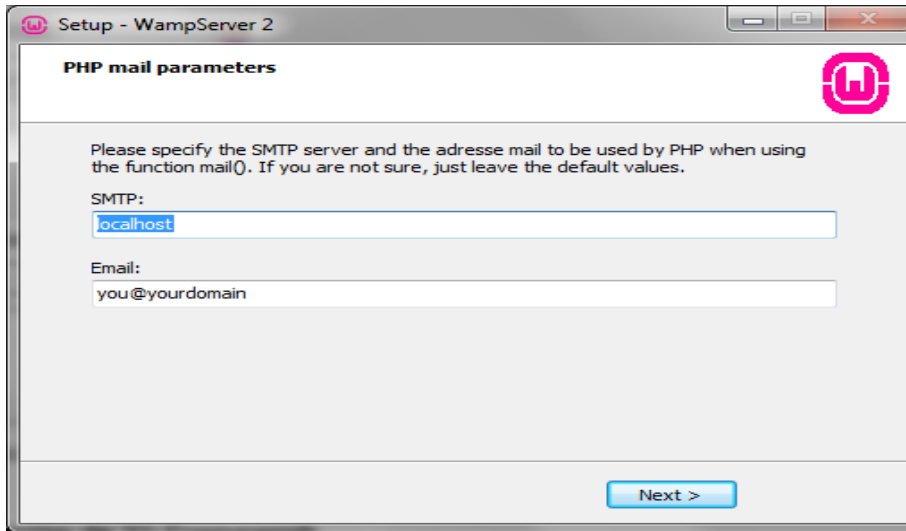 Setup - WampServer 2
PHP mail parameters
Please specify the SMTP server and the adresse mail to be used by PHP when using
the function mail(). If you are not sure, just leave the default values.
SMTP:
localhost
Email:
you@yourdomain
Next >